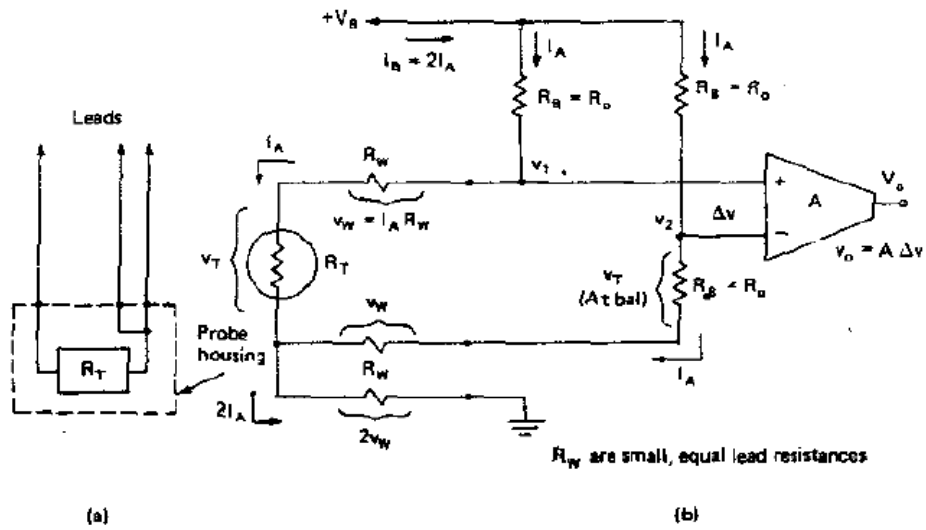 +V_B
I_A
I_A
i_B = 2I_A
R_B = R_o
R_B = R_o
Leads
i_A
R_W
v_1
V_o
+
A
v_W = I_A R_W
v_2
Δv
−
v_o = A Δv
v_T
R_T
v_T
(At bal)
R_B = R_o
Probe
housing
v_W
R_T
R_W
I_A
2I_A
2v_W
R_W are small, equal lead resistances
(a)
(b)